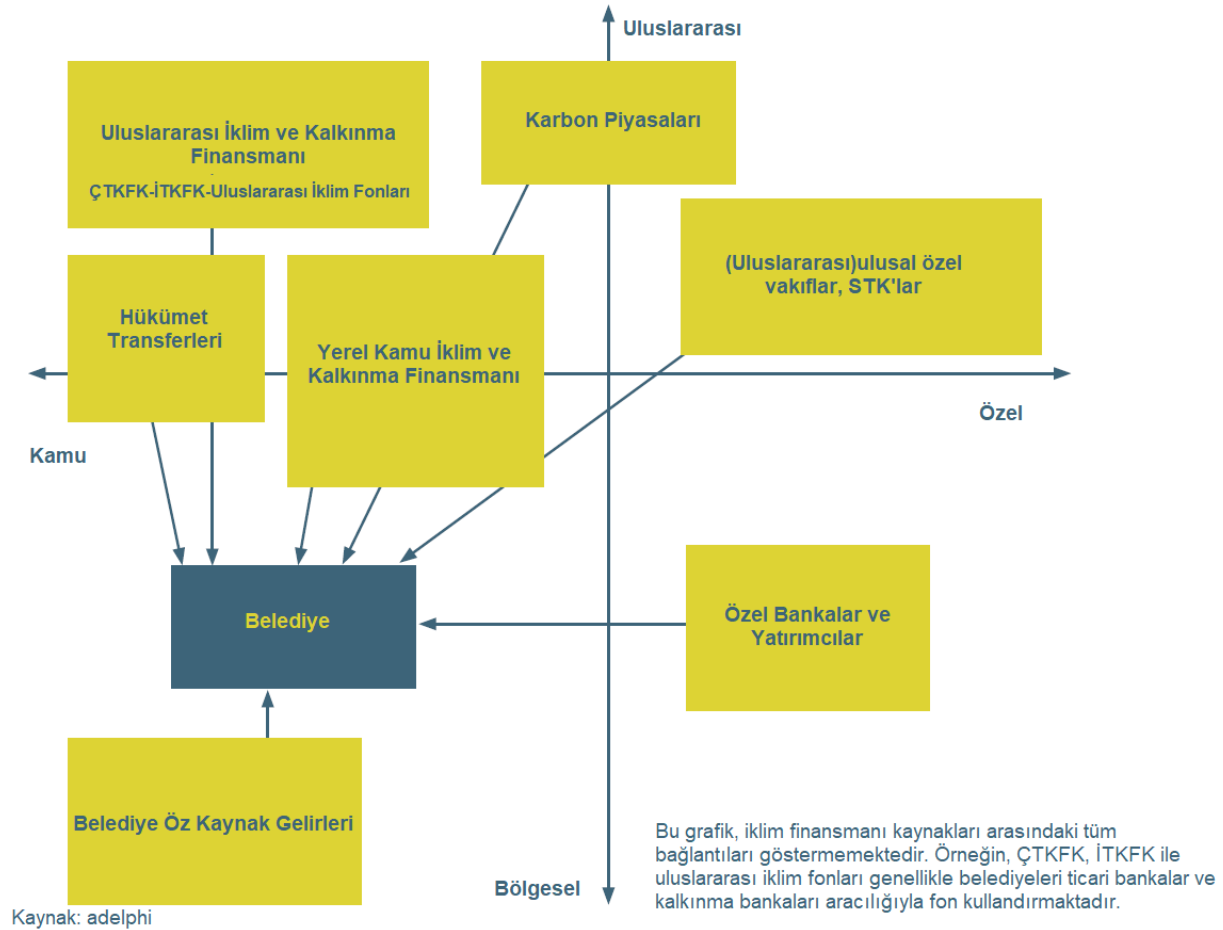 Uluslararası
Uluslararası İklim ve Kalkınma
Finansmanı
ÇTKFK-İTKFK-Uluslararası İklim Fonları
Karbon Piyasaları
(Uluslararası)ulusal özel
vakıflar, STK'lar
Hükümet
Transferleri
Yerel Kamu İklim ve
Kalkınma Finansmanı
Özel
Kamu
Belediye
Özel Bankalar ve
Yatırımcılar
Belediye Öz Kaynak Gelirleri
Bölgesel
Bu grafik, iklim finansmanı kaynakları arasındaki tüm
bağlantıları göstermemektedir. Örneğin, ÇTKFK, İTKFK ile
uluslararası iklim fonları genellikle belediyeleri ticari bankalar ve
kalkınma bankaları aracılığıyla fon kullandırmaktadır.
Kaynak: adelphi